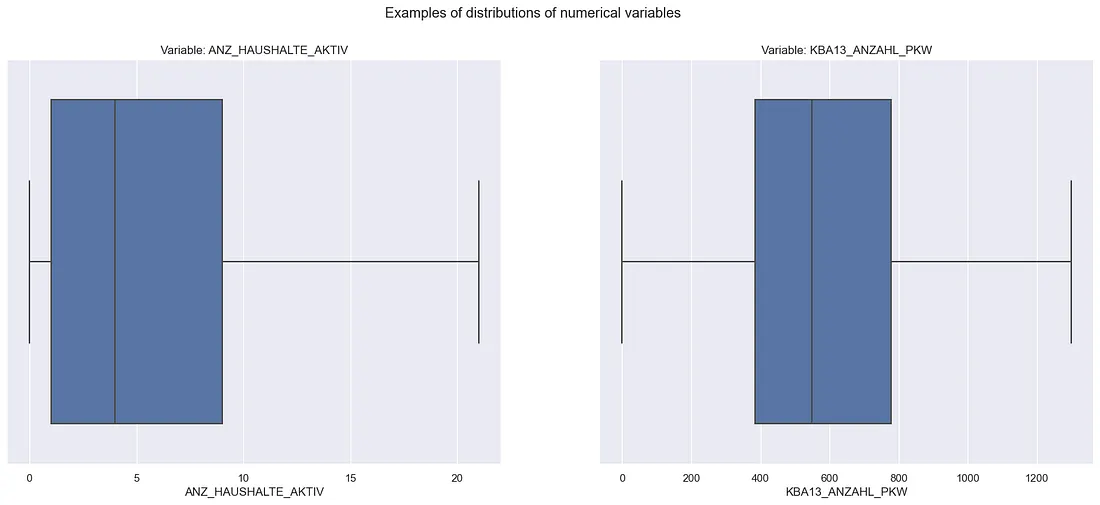 Examples of distributions of numerical variables
Variable: ANZ_HAUSHALTE_AKTIV
0 5 10 15 20
ANZ_HAUSHALTE_AKTIV
Variable: KBA13_ANZAHL_PKW
0 200 400 600 800 1000 1200
KBA13_ANZAHL_PKW